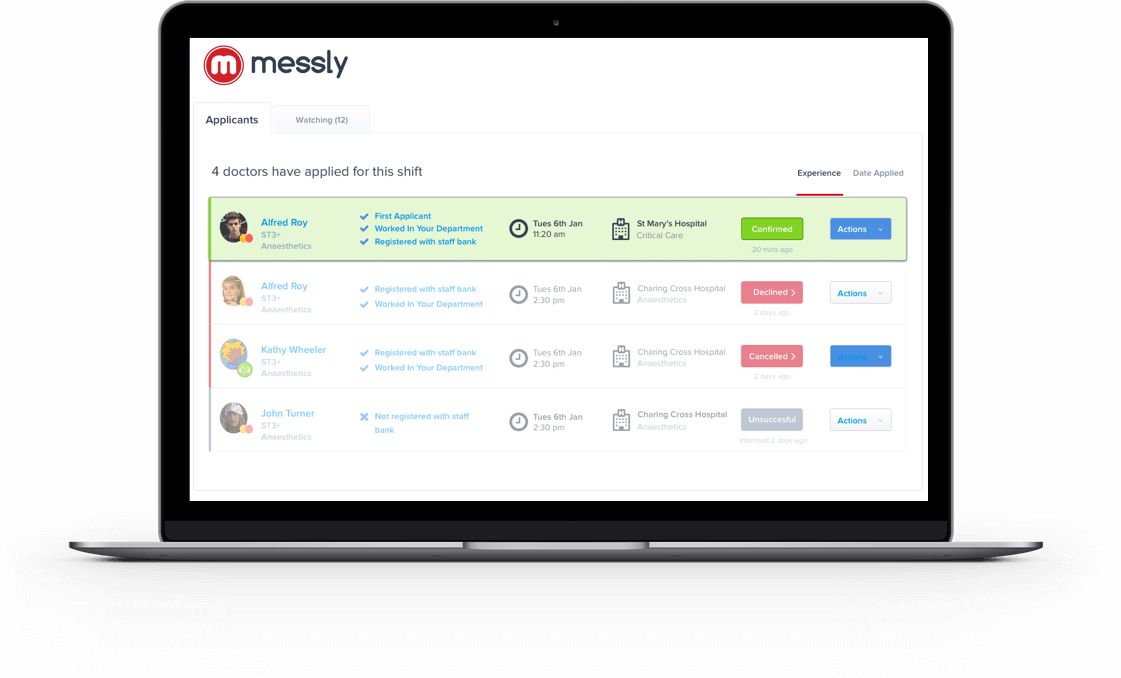 messly
Applicants
Watching (12)
4 doctors have applied for this shift
Experience
Date Applied
Alfred Roy
ST3+
Anaesthetics
First Applicant
Worked In Your Department
Registered with staff bank
Tues 6th Jan
11:20 am
St Mary's Hospital
Critical Care
Confirmed
20 mins ago
Actions
Alfred Roy
ST3+
Anaesthetics
Registered with staff bank
Worked In Your Department
Tues 6th Jan
2:30 pm
Charing Cross Hospital
Anaesthetics
Declined
2 days ago
Actions
Kathy Wheeler
ST3+
Anaesthetics
Registered with staff bank
Worked In Your Department
Tues 6th Jan
2:30 pm
Charing Cross Hospital
Anaesthetics
Cancelled
2 days ago
Actions
John Turner
ST3+
Anaesthetics
Not registered with staff
bank
Tues 6th Jan
2:30 pm
Charing Cross Hospital
Anaesthetics
Unsuccesful
Informed 2 days ago
Actions